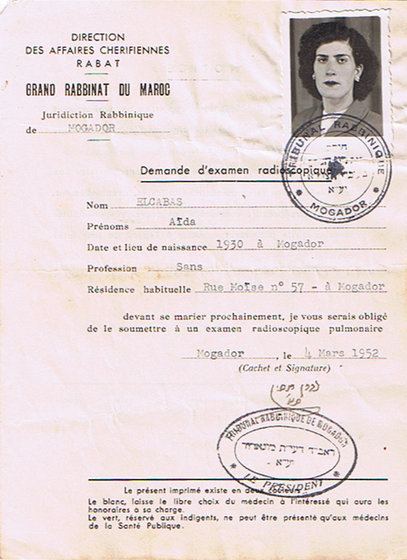 DIRECTION
DES AFFAIRES CHERIFIENNES
RABAT
GRAND RABBINAT DU MAROC
Juridiction Rabbinique
de MOGADOR
TRIBUNAL RABBINIQUE
MOGADOR
Demande d'examen radioscopique
Nom ELCABAS
Prénoms Aïda
Date et lieu de naissance 1930 à Mogador
Profession Sans
Résidence habituelle Rue Moïse n° 57 - à Mogador
devant se marier prochainement, je vous serais obligé
de le soumettre à un examen radioscopique pulmonaire
Mogador, le 4 Mars 1952
(Cachet et Signature)
TRIBUNAL RABBINIQUE DE MOGADOR
יע״א
LE PRÉSIDENT
Le présent imprimé existe en deux couleurs.
Le blanc, laisse le libre choix du médecin à l'intéressé qui aura les
honoraires à sa charge.
Le vert, réservé aux indigents, ne peut être présenté qu'aux médecins
de la Santé Publique.